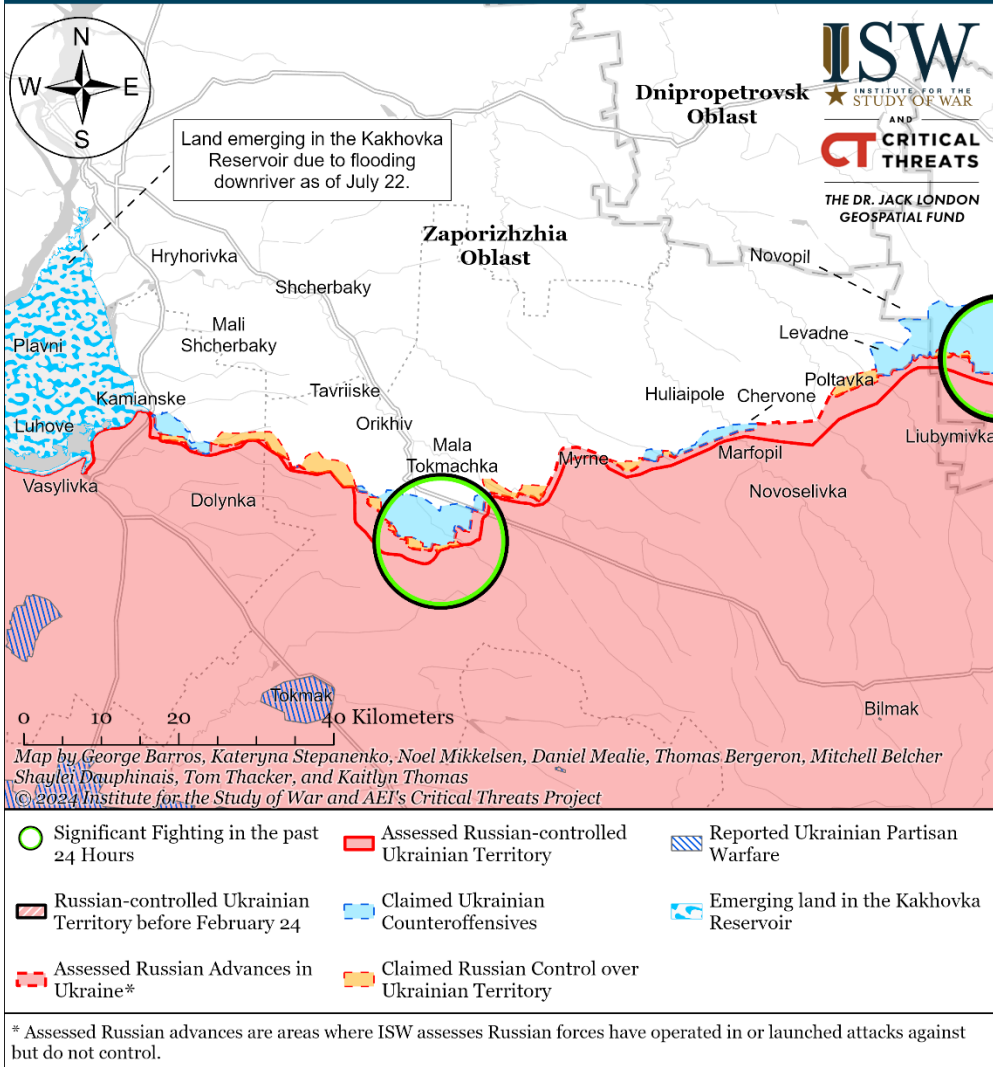 N
W E
S
ISW
INSTITUTE FOR THE
STUDY OF WAR
AND
CT CRITICAL
THREATS
THE DR. JACK LONDON
GEOSPATIAL FUND
Dnipropetrovsk
Oblast
Land emerging in the Kakhovka
Reservoir due to flooding
downriver as of July 22.
Zaporizhzhia
Oblast
Hryhorivka
Novopil
Shcherbaky
Mali
Shcherbaky
Levadne
Plavni
Tavriiske
Poltavka
Kamianske
Huliaipole
Chervone
Orikhiv
Luhove
Mala
Tokmachka
Liubymivka
Myrne
Marfopil
Vasylivka
Dolynka
Novoselivka
Tokmak
Bilmak
0 10 20 40 Kilometers
Map by George Barros, Kateryna Stepanenko, Noel Mikkelsen, Daniel Mealie, Thomas Bergeron, Mitchell Belcher
Shaylei Dauphinais, Tom Thacker, and Kaitlyn Thomas
© 2024 Institute for the Study of War and AEI's Critical Threats Project
Significant Fighting in the past
24 Hours
Assessed Russian-controlled
Ukrainian Territory
Reported Ukrainian Partisan
Warfare
Russian-controlled Ukrainian
Territory before February 24
Claimed Ukrainian
Counteroffensives
Emerging land in the Kakhovka
Reservoir
Assessed Russian Advances in
Ukraine*
Claimed Russian Control over
Ukrainian Territory
* Assessed Russian advances are areas where ISW assesses Russian forces have operated in or launched attacks against
but do not control.